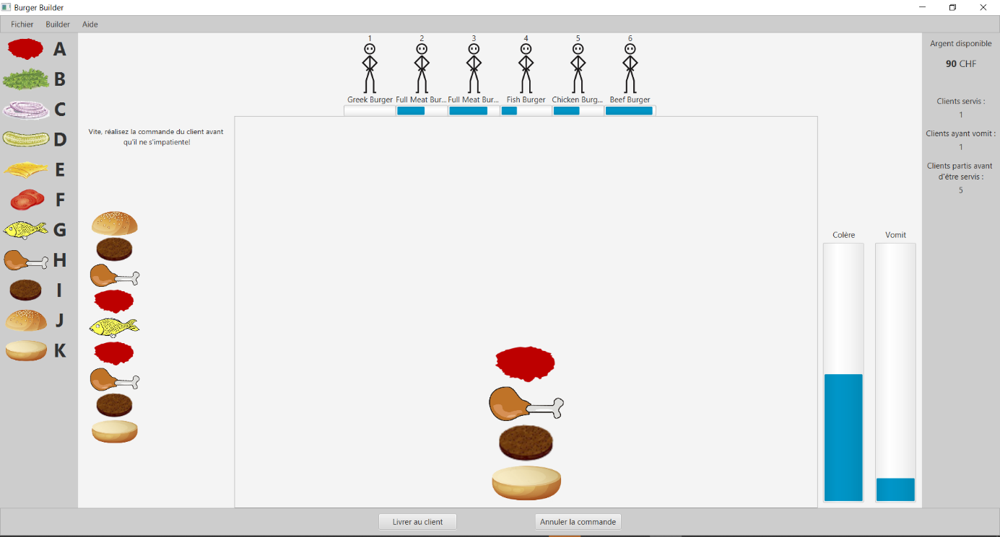 Burger Builder
Fichier Builder Aide
A
B
C
D
E
F
G
H
I
J
K
1 2 3 4 5 6
Greek Burger Full Meat Bur... Full Meat Bur... Fish Burger Chicken Burg... Beef Burger
Vite, réalisez la commande du client avant
qu'il ne s'impatiente!
Colère Vomit
Argent disponible
90 CHF
Clients servis :
1
Clients ayant vomit :
1
Clients partis avant
d'être servis :
5
Livrer au client Annuler la commande